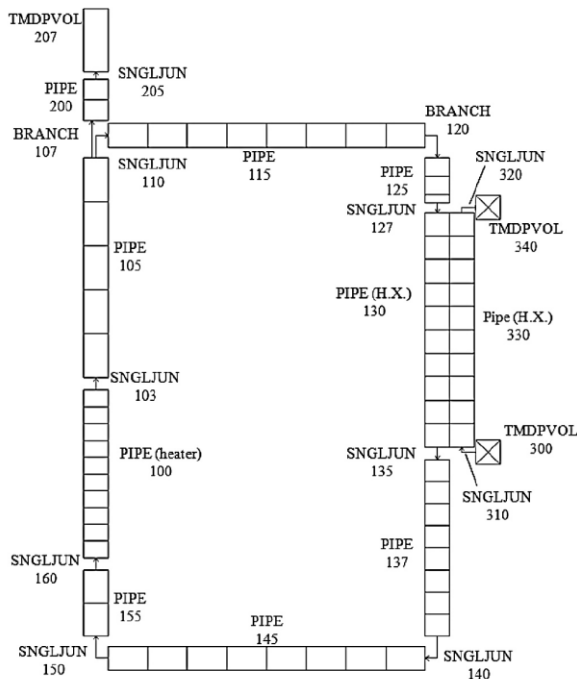 TMDPVOL
207
SNGLJUN
205
PIPE
200
BRANCH
107
BRANCH
120
SNGLJUN
110
PIPE
115
SNGLJUN
320
PIPE
125
SNGLJUN
127
TMDPVOL
340
PIPE
105
PIPE (H.X.)
130
Pipe (H.X.)
330
SNGLJUN
103
TMDPVOL
300
PIPE (heater)
100
SNGLJUN
135
SNGLJUN
310
SNGLJUN
160
PIPE
137
PIPE
155
PIPE
145
SNGLJUN
150
SNGLJUN
140